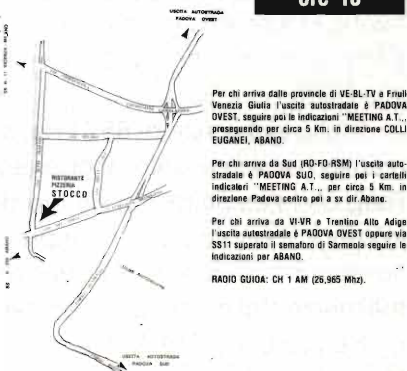 ore 10
USCITA AUTOSTRADA
PADOVA OVEST
Per chi arriva dalle provincie di VE-BL-TV e Friuli
Venezia Giulia l'uscita autostradale è PADOVA
OVEST, seguire poi le indicazioni "MEETING A.T.,,
proseguendo per circa 5 Km. in direzione COLLI
EUGANEI, ABANO.
Per chi arriva da Sud (RO-FO-RSM) l'uscita auto-
stradale è PADOVA SUD, seguire poi i cartelli
indicatori "MEETING A.T.,, per circa 5 Km. in
direzione Padova centro poi a sx dir. Abano.
Per chi arriva da VI-VR e Trentino Alto Adige
l'uscita autostradale è PADOVA OVEST oppure via
SS11 superato il semaforo di Sarmeola seguire le
indicazioni per ABANO.
RADIO GUIDA: CH 1 AM (26,965 Mhz).
RISTORANTE
PIZZERIA
STOCCO
USCITA AUTOSTRADA
PADOVA SUD